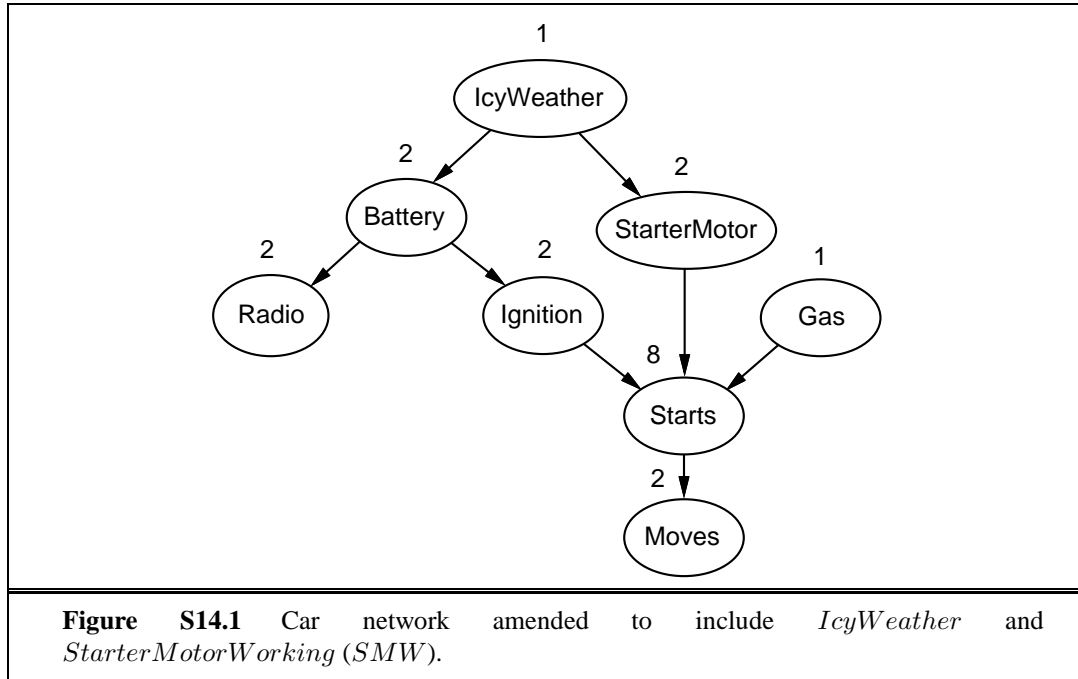 1
IcyWeather
2
2
Battery
StarterMotor
2
2
1
Radio
Ignition
Gas
8
Starts
2
Moves
Figure S14.1 Car network amended to include IcyWeather and
StarterMotorWorking (SMW).